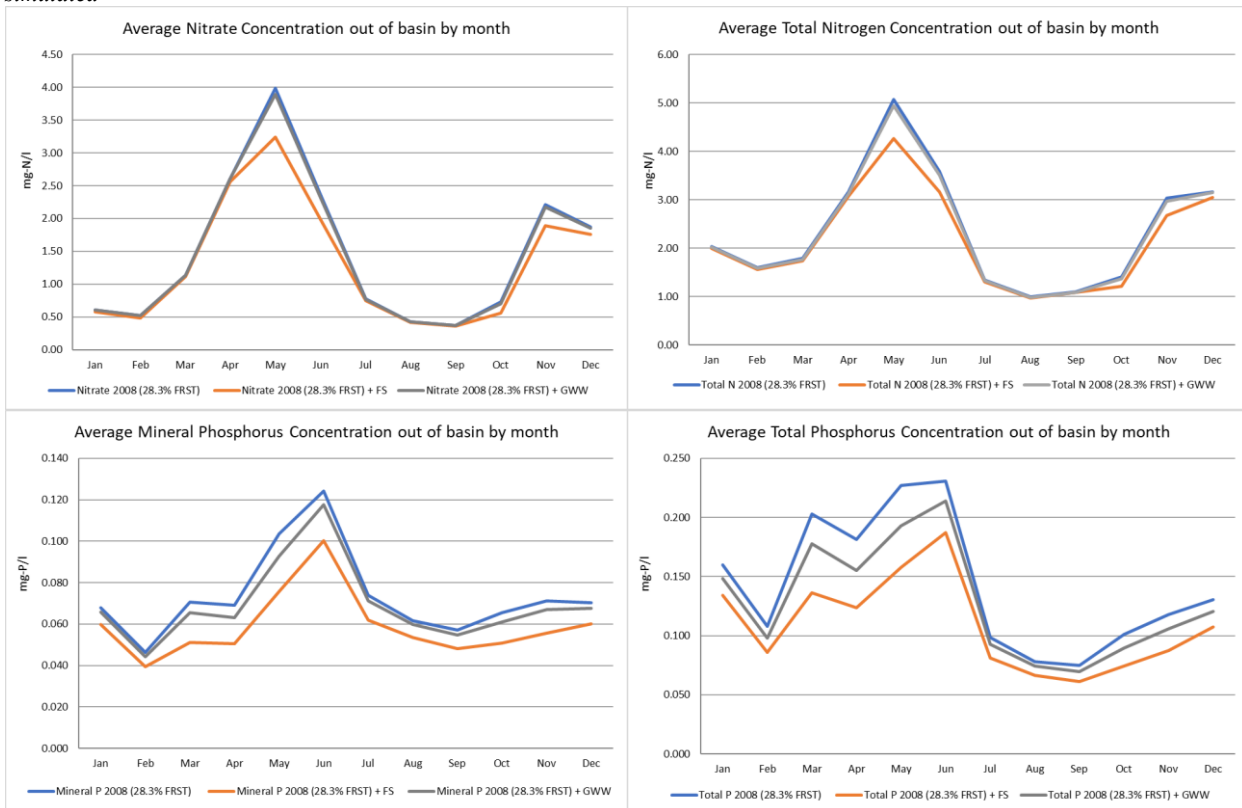 simulated
Average Nitrate Concentration out of basin by month
4.50
4.00
3.50
3.00
2.50
2.00
1.50
1.00
0.50
0.00
mg-N/l
Jan Feb Mar Apr May Jun Jul Aug Sep Oct Nov Dec
Nitrate 2008 (28.3% FRST) Nitrate 2008 (28.3% FRST) + FS Nitrate 2008 (28.3% FRST) + GWW
Average Total Nitrogen Concentration out of basin by month
6.00
5.00
4.00
3.00
2.00
1.00
0.00
mg-N/l
Jan Feb Mar Apr May Jun Jul Aug Sep Oct Nov Dec
Total N 2008 (28.3% FRST) Total N 2008 (28.3% FRST) + FS Total N 2008 (28.3% FRST) + GWW
Average Mineral Phosphorus Concentration out of basin by month
0.140
0.120
0.100
0.080
0.060
0.040
0.020
0.000
mg-P/l
Jan Feb Mar Apr May Jun Jul Aug Sep Oct Nov Dec
Mineral P 2008 (28.3% FRST) Mineral P 2008 (28.3% FRST) + FS Mineral P 2008 (28.3% FRST) + GWW
Average Total Phosphorus Concentration out of basin by month
0.250
0.200
0.150
0.100
0.050
0.000
mg-P/l
Jan Feb Mar Apr May Jun Jul Aug Sep Oct Nov Dec
Total P 2008 (28.3% FRST) Total P 2008 (28.3% FRST) + FS Total P 2008 (28.3% FRST) + GWW